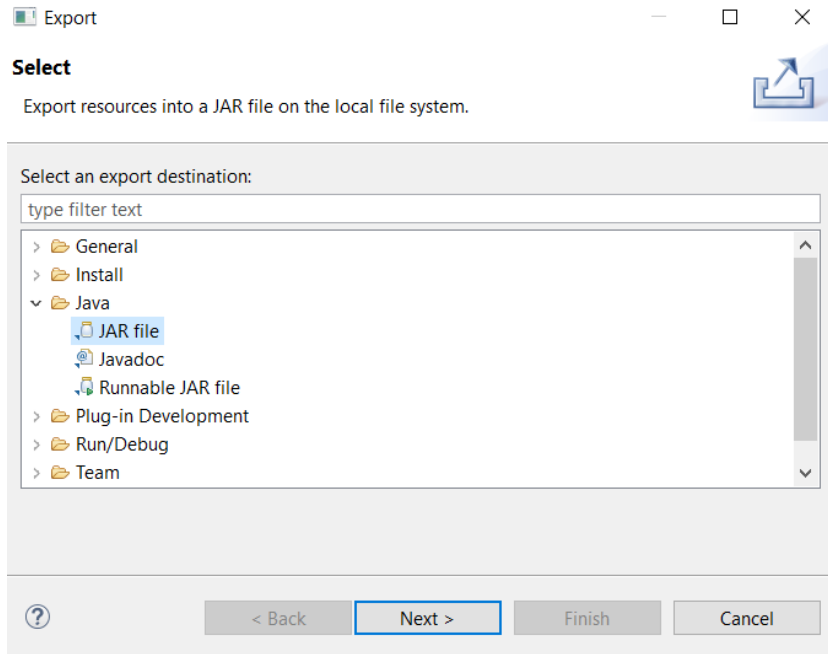 Export
Select
Export resources into a JAR file on the local file system.
Select an export destination:
type filter text
General
Install
Java
JAR file
Javadoc
Runnable JAR file
Plug-in Development
Run/Debug
Team
< Back Next > Finish Cancel